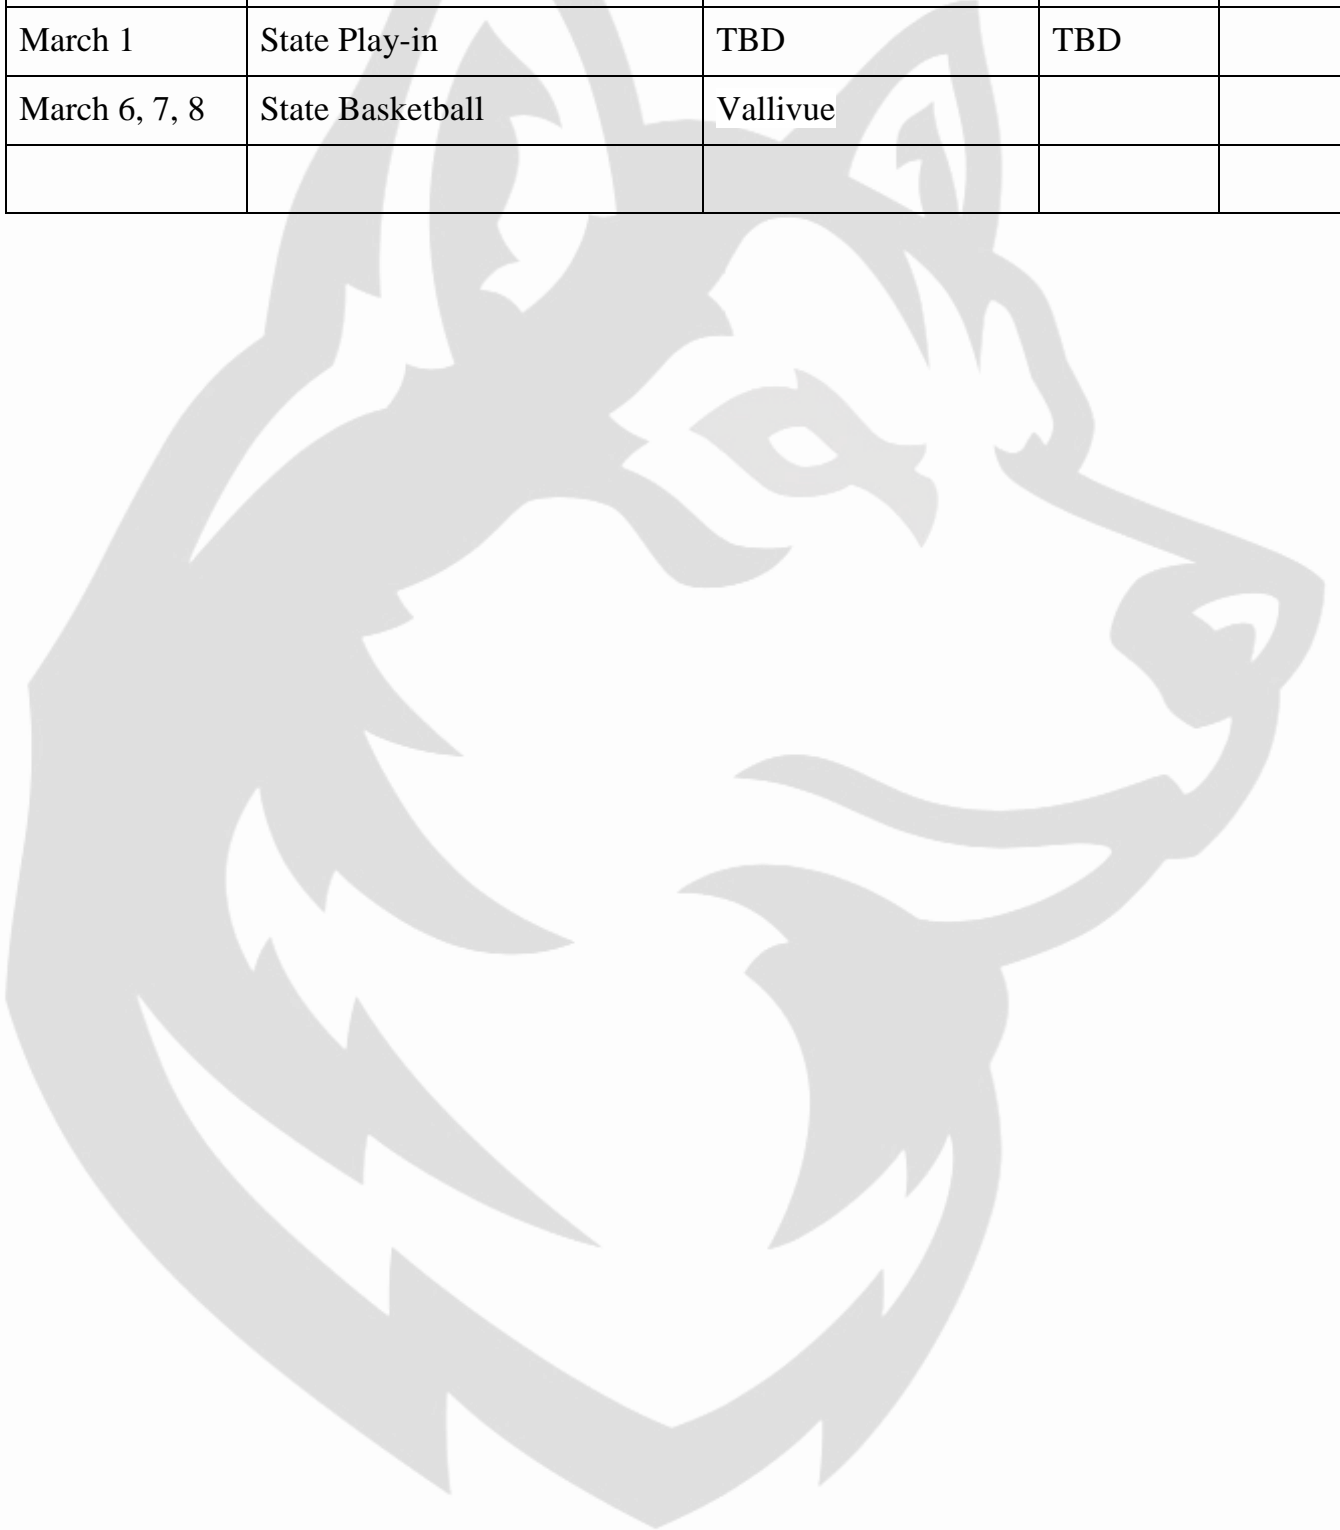 March 1 State Play-in TBD TBD
March 6, 7, 8 State Basketball Vallivue